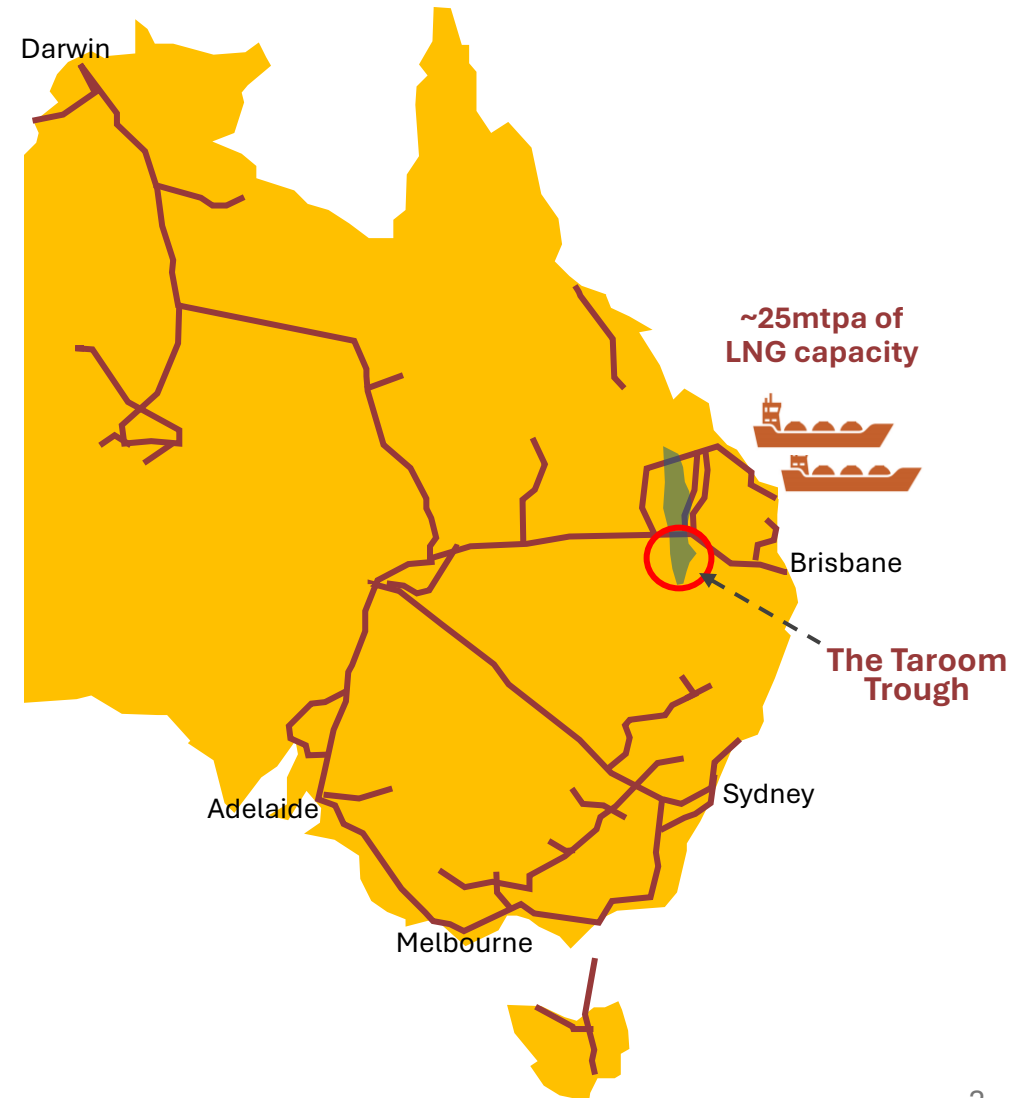 Darwin
~25mtpa of
LNG capacity
Brisbane
The Taroom
Trough
Sydney
Adelaide
Melbourne